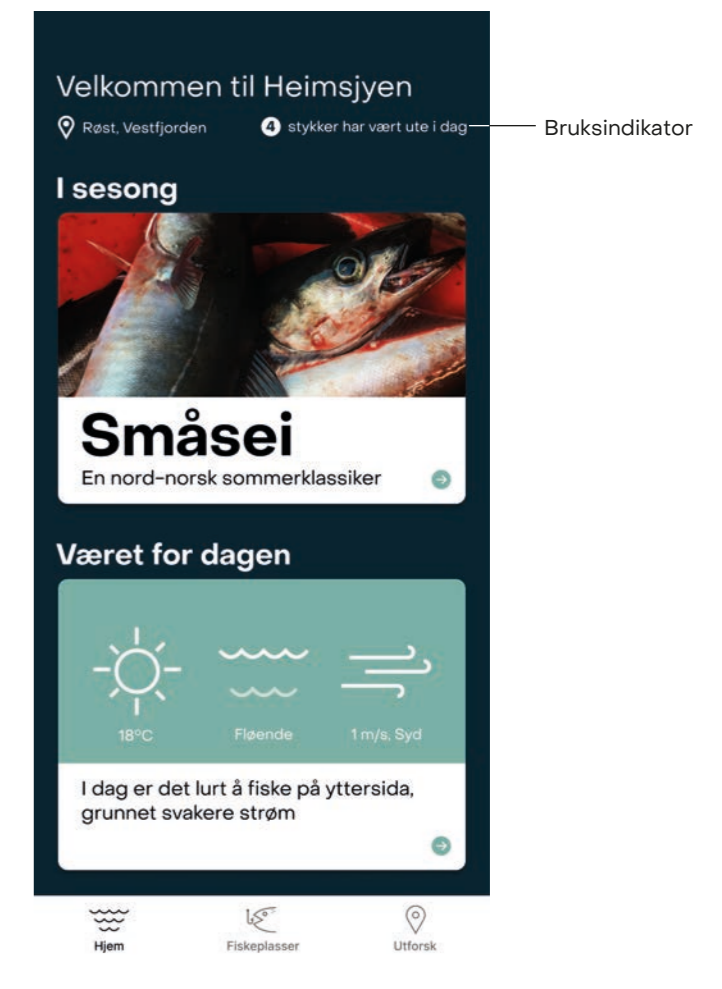 Velkommen til Heimsjyen
Røst, Vestfjorden
4 stykker har vært ute i dag
Bruksindikator
I sesong
Småsei
En nord-norsk sommerklassiker
Været for dagen
18°C
Fløende
1 m/s. Syd
I dag er det lurt å fiske på yttersida,
grunnet svakere strøm
Hjem
Fiskeplasser
Utforsk